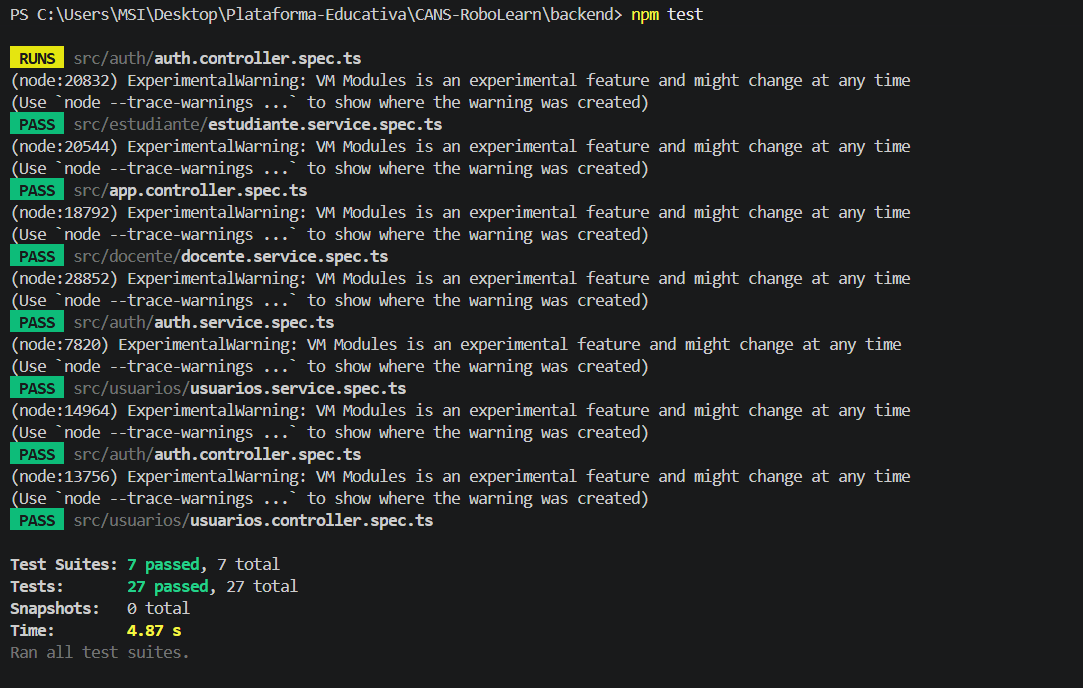 PS C:\Users\MSI\Desktop\Plataforma-Educativa\CANS-RoboLearn\backend> npm test
RUNS src/auth/auth.controller.spec.ts
(node:20832) ExperimentalWarning: VM Modules is an experimental feature and might change at any time
(Use `node --trace-warnings ...` to show where the warning was created)
PASS src/estudiante/estudiante.service.spec.ts
(node:20544) ExperimentalWarning: VM Modules is an experimental feature and might change at any time
(Use `node --trace-warnings ...` to show where the warning was created)
PASS src/app.controller.spec.ts
(node:18792) ExperimentalWarning: VM Modules is an experimental feature and might change at any time
(Use `node --trace-warnings ...` to show where the warning was created)
PASS src/docente/docente.service.spec.ts
(node:28852) ExperimentalWarning: VM Modules is an experimental feature and might change at any time
(Use `node --trace-warnings ...` to show where the warning was created)
PASS src/auth/auth.service.spec.ts
(node:7820) ExperimentalWarning: VM Modules is an experimental feature and might change at any time
(Use `node --trace-warnings ...` to show where the warning was created)
PASS src/usuarios/usuarios.service.spec.ts
(node:14964) ExperimentalWarning: VM Modules is an experimental feature and might change at any time
(Use `node --trace-warnings ...` to show where the warning was created)
PASS src/auth/auth.controller.spec.ts
(node:13756) ExperimentalWarning: VM Modules is an experimental feature and might change at any time
(Use `node --trace-warnings ...` to show where the warning was created)
PASS src/usuarios/usuarios.controller.spec.ts
Test Suites: 7 passed, 7 total
Tests: 27 passed, 27 total
Snapshots: 0 total
Time: 4.87 s
Ran all test suites.